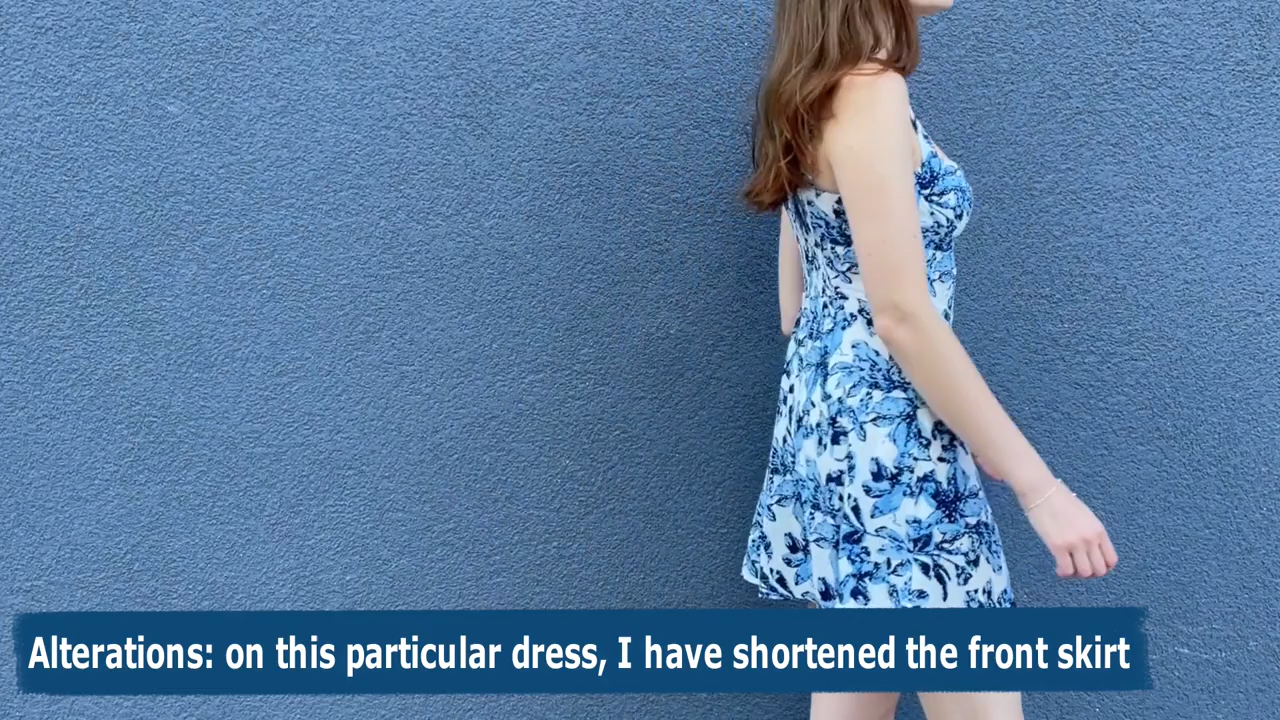 Alterations: on this particular dress, I have shortened the front skirt